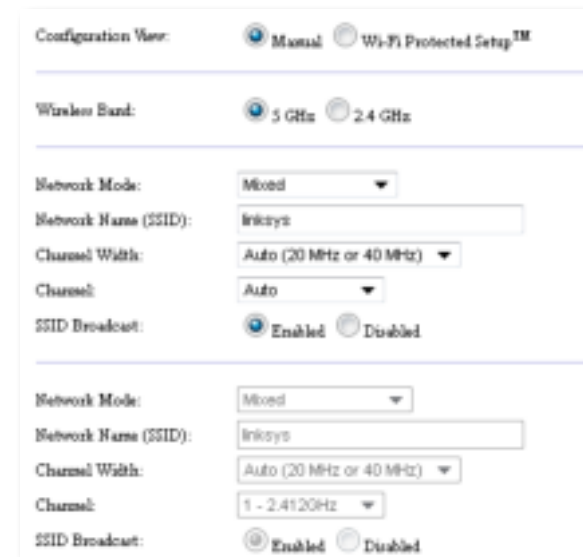 Configuration View: Manual Wi-Fi Protected Setup™
Wireless Band: 5 GHz 2.4 GHz
Network Mode: Mixed
Network Name (SSID): linksys
Channel Width: Auto (20 MHz or 40 MHz)
Channel: Auto
SSID Broadcast: Enabled Disabled
Network Mode: Mixed
Network Name (SSID): linksys
Channel Width: Auto (20 MHz or 40 MHz)
Channel: 1 - 2.412GHz
SSID Broadcast: Enabled Disabled